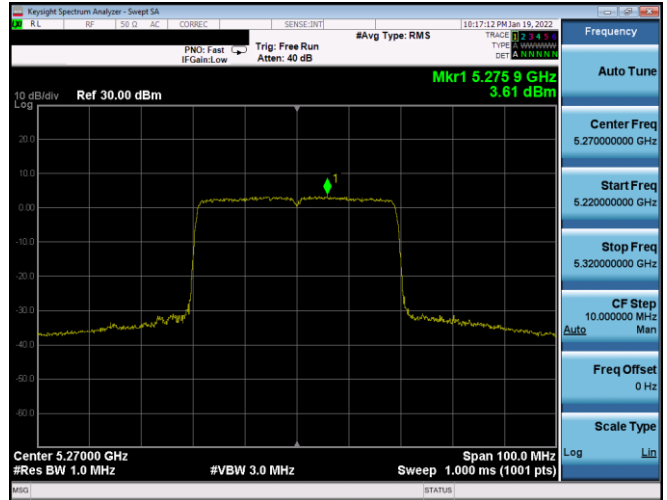 Keysight Spectrum Analyzer - Swept SA
RL RF 50 Ω AC CORREC SENSE:INT 10:17:12 PM Jan 19, 2022
#Avg Type: RMS TRACE 1 2 3 4 5 6
PNO: Fast Trig: Free Run TYPE A WWWWW
IFGain:Low Atten: 40 dB DET A N N N N N
Mkr1 5.275 9 GHz
3.61 dBm
10 dB/div Ref 30.00 dBm
Log
20.0
10.0
0.00
-10.0
-20.0
-30.0
-40.0
-50.0
-60.0
1
Center 5.27000 GHz Span 100.0 MHz
#Res BW 1.0 MHz #VBW 3.0 MHz Sweep 1.000 ms (1001 pts)
MSG STATUS
Frequency
Auto Tune
Center Freq
5.270000000 GHz
Start Freq
5.220000000 GHz
Stop Freq
5.320000000 GHz
CF Step
10.000000 MHz
Auto Man
Freq Offset
0 Hz
Scale Type
Log Lin